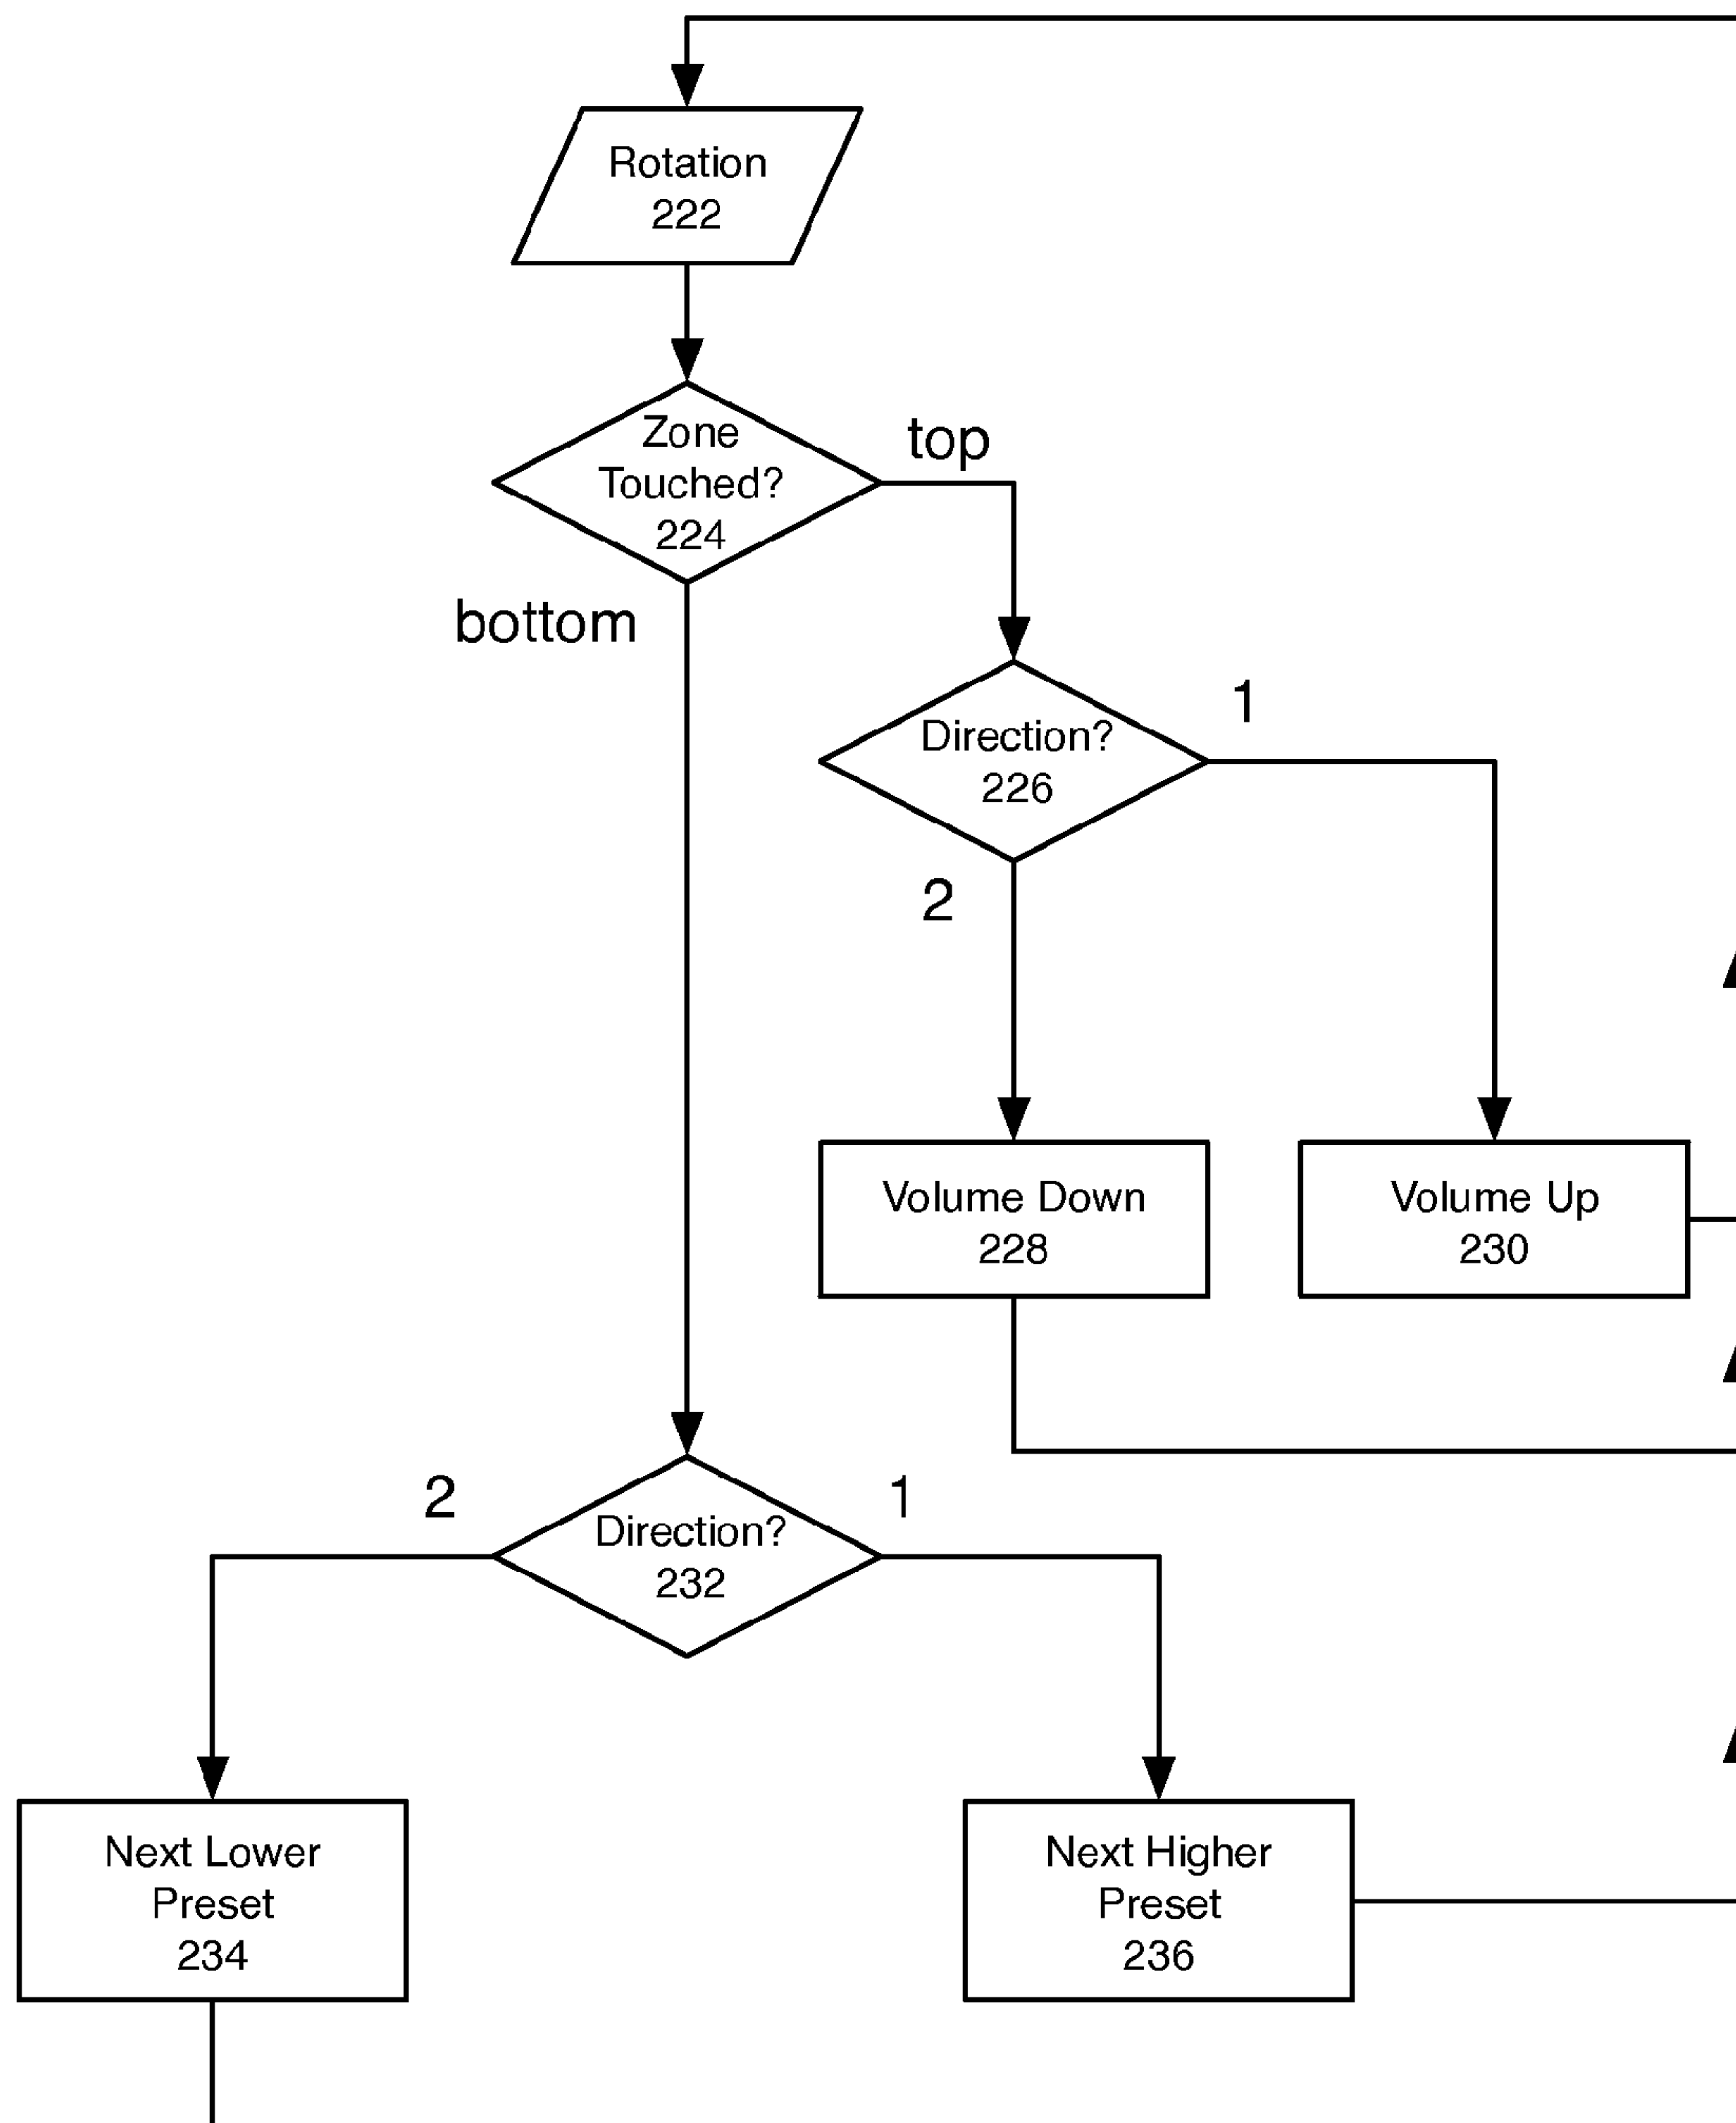 Rotation
222
Zone
Touched?
224
top
bottom
Direction?
226
1
2
Volume Down
228
Volume Up
230
Direction?
232
2
1
Next Lower
Preset
234
Next Higher
Preset
236